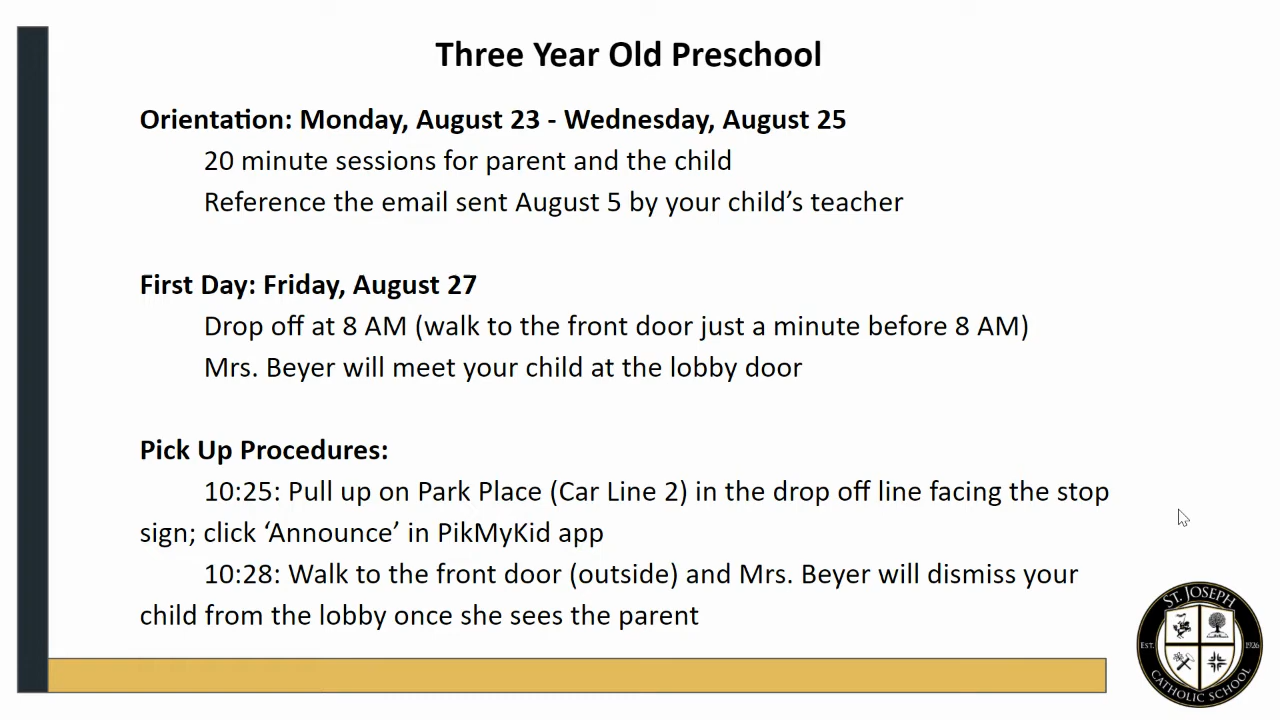 Three Year Old Preschool
Orientation: Monday, August 23 - Wednesday, August 25
20 minute sessions for parent and the child
Reference the email sent August 5 by your child’s teacher
First Day: Friday, August 27
Drop off at 8 AM (walk to the front door just a minute before 8 AM)
Mrs. Beyer will meet your child at the lobby door
Pick Up Procedures:
10:25: Pull up on Park Place (Car Line 2) in the drop off line facing the stop
sign; click ‘Announce’ in PikMyKid app
10:28: Walk to the front door (outside) and Mrs. Beyer will dismiss your
child from the lobby once she sees the parent
ST. JOSEPH
EST. 1926
CATHOLIC SCHOOL